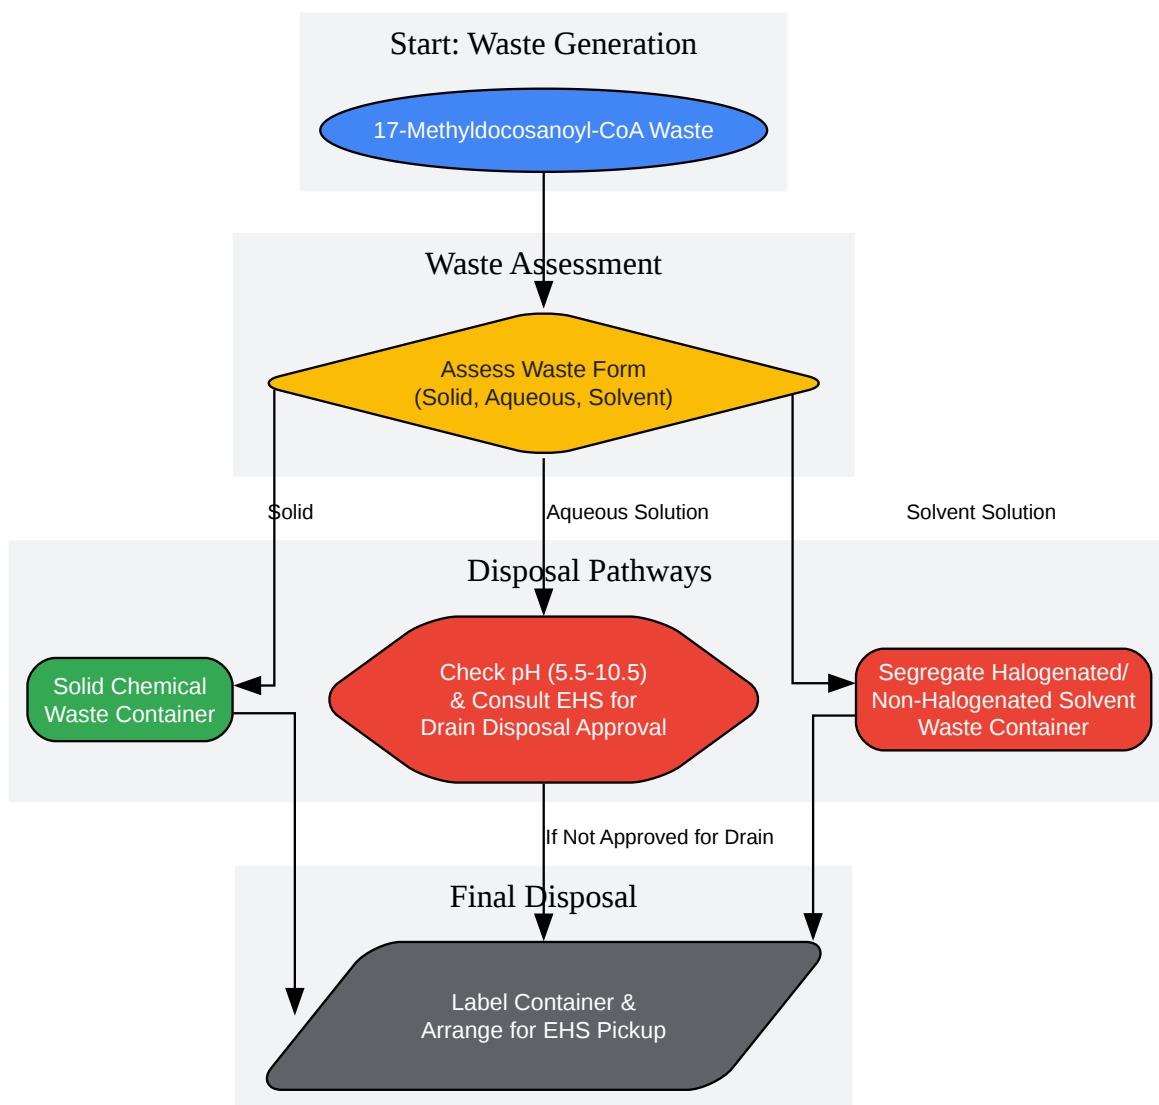 Start: Waste Generation
17-Methyldocosanoyl-CoA Waste
Waste Assessment
Assess Waste Form
(Solid, Aqueous, Solvent)
Solid
Aqueous Solution
Solvent Solution
Disposal Pathways
Solid Chemical
Waste Container
Check pH (5.5-10.5)
& Consult EHS for
Drain Disposal Approval
Segregate Halogenated/
Non-Halogenated Solvent
Waste Container
If Not Approved for Drain
Final Disposal
Label Container &
Arrange for EHS Pickup